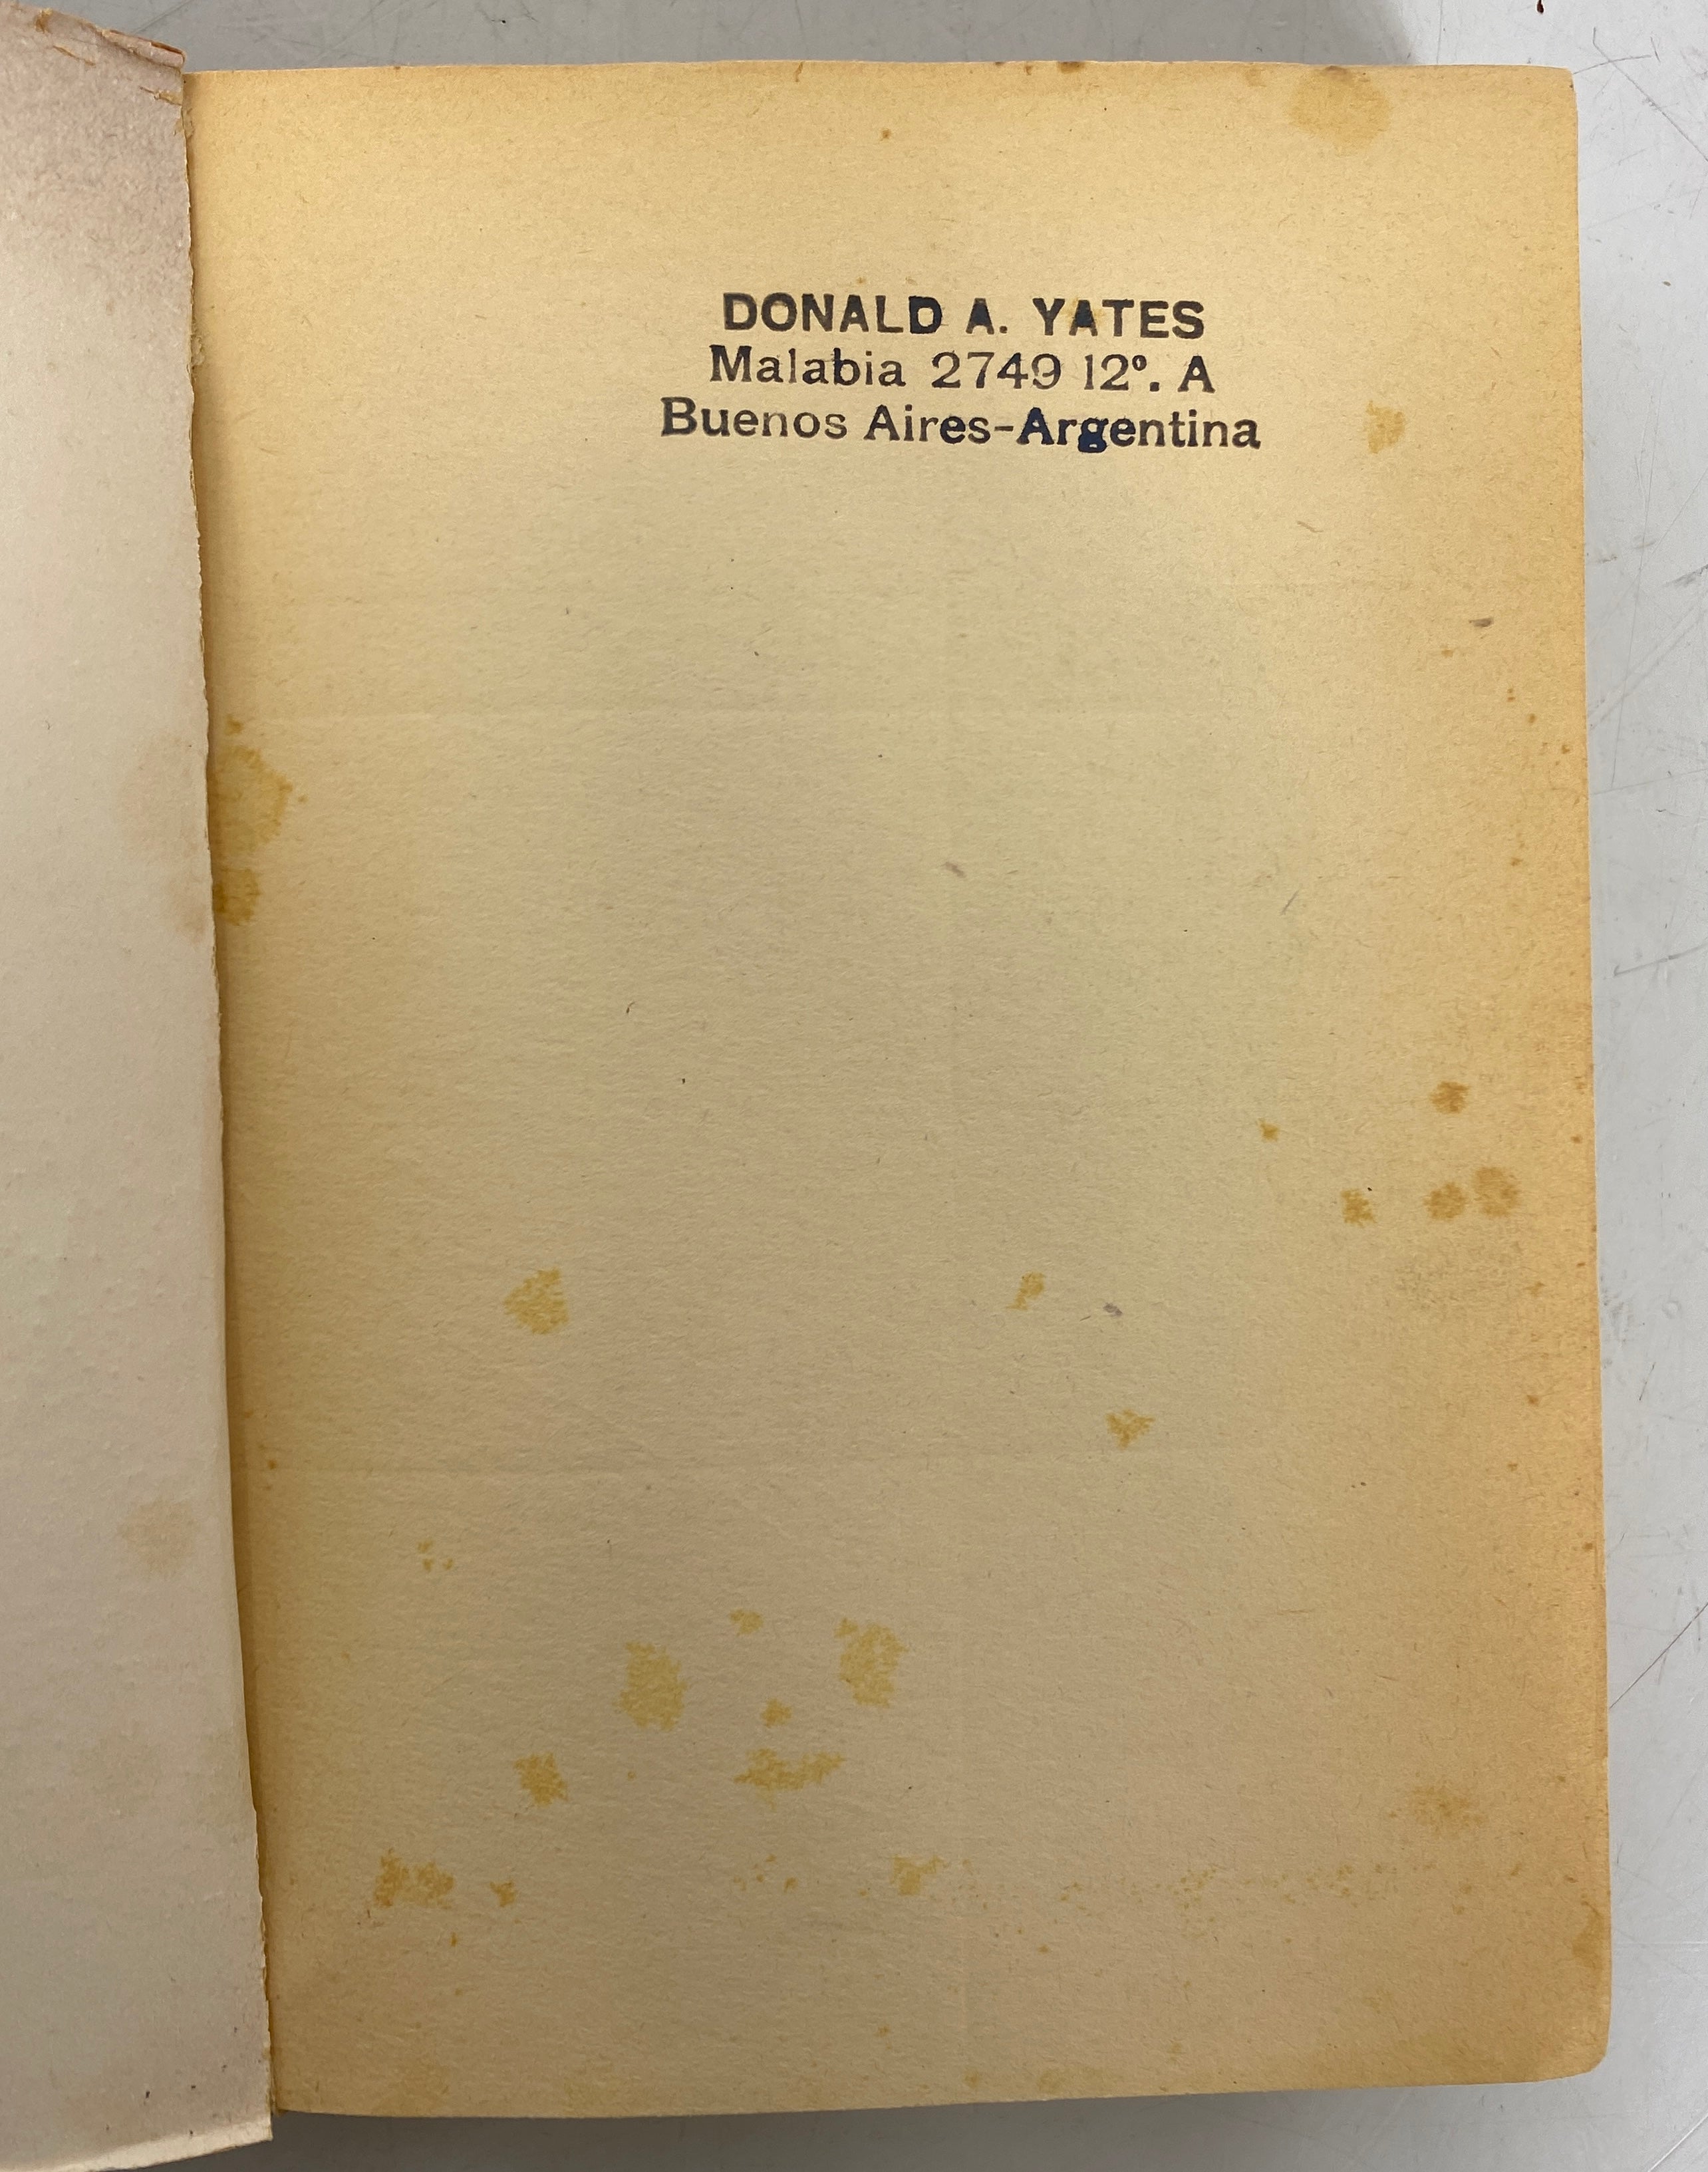 DONALD A. YATES
Malabia 2749 12º. A
Buenos Aires-Argentina